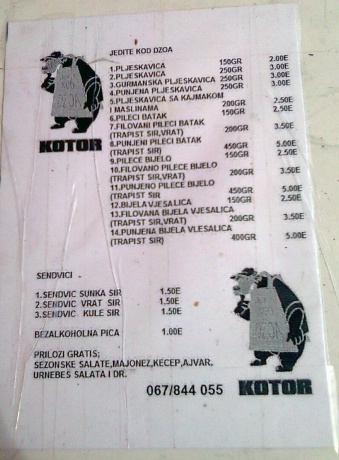 JEDITE KOD DZOA
1.PLJESKAVICA 150GR 2.00E
2.PLJESKAVICA 250GR 3.00E
3.GURMANSKA PLJESKAVICA 250GR 3.00E
4.PUNJENA PLJESKAVICA 250GR 3.00E
5.PLJESKAVICA SA KAJMAKOM
I MASLINAMA 200GR 2.50E
6.PILECI BATAK 150GR 2.50E
7.FILOVANI PILECI BATAK
(TRAPIST SIR,VRAT) 200GR 3.50E
8.PUNJENI PILECI BATAK
(TRAPIST SIR) 450GR 5.00E
9.PILECE BIJELO 150GR 2.50E
10.FILOVANO PILECE BIJELO
(TRAPIST SIR,VRAT) 200GR 3.50E
11.PUNJENO PILECE BIJELO
(TRAPIST SIR 450GR 5.00E
12.BIJELA VJESALICA 150GR 2.50E
13.FILOVANA BIJELA VJESALICA
(TRAPIST SIR,VRAT) 200GR 3.50E
14.PUNJENA BIJELA VLESALICA
(TRAPIST SIR) 400GR 5.00E
KOTOR
SENDVICI
1.SENDVIC SUNKA SIR 1.50E
2.SENDVIC VRAT SIR 1.50E
3.SENDVIC KULE SIR 1.50E
BEZALKOHOLNA PICA 1.00E
PRILOZI GRATIS;
SEZONSKE SALATE,MAJONEZ,KECEP,AJVAR.
URNEBES SALATA I DR.
067/844 055
KOTOR